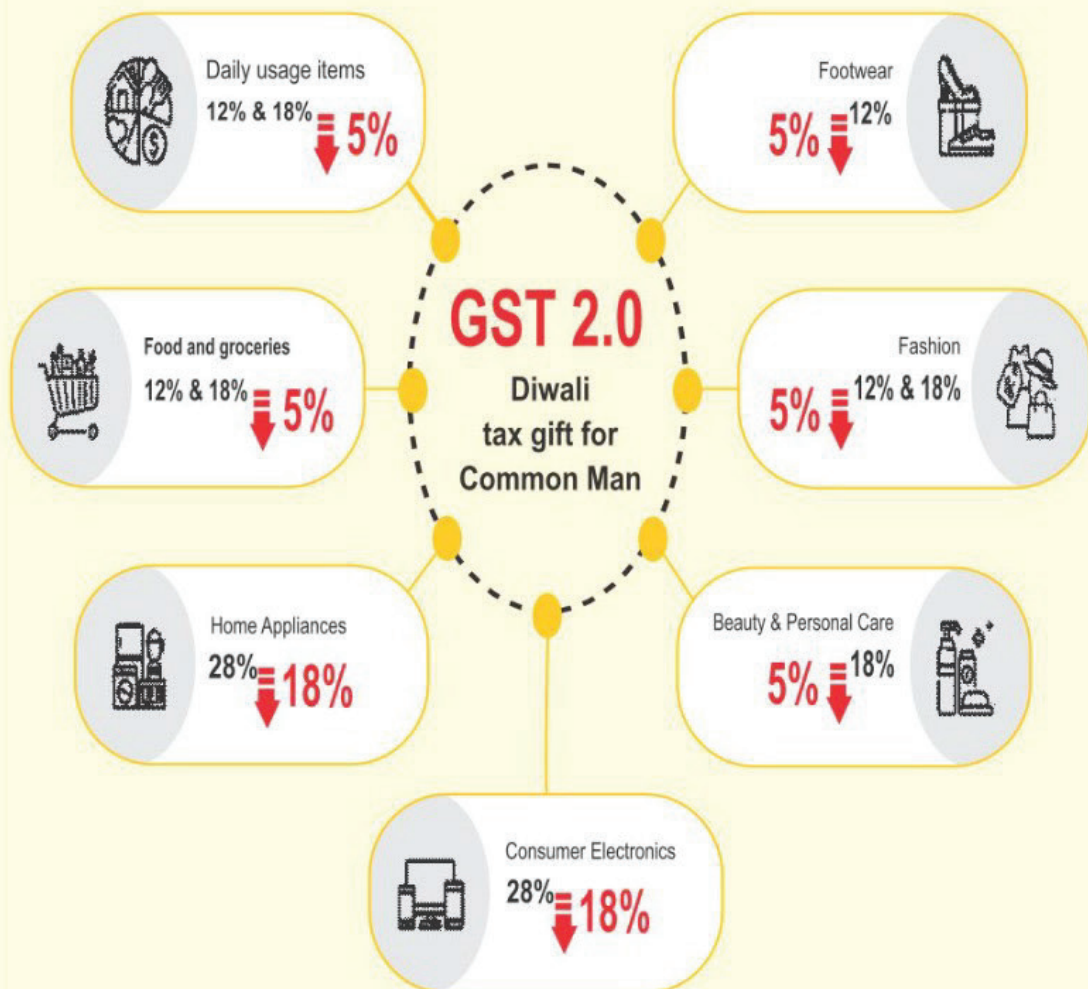 Daily usage items
12% & 18% 5%
Footwear
5% 12%
GST 2.0
Diwali
tax gift for
Common Man
Food and groceries
12% & 18% 5%
Fashion
5% 12% & 18%
Home Appliances
28% 18%
Beauty & Personal Care
5% 18%
Consumer Electronics
28% 18%